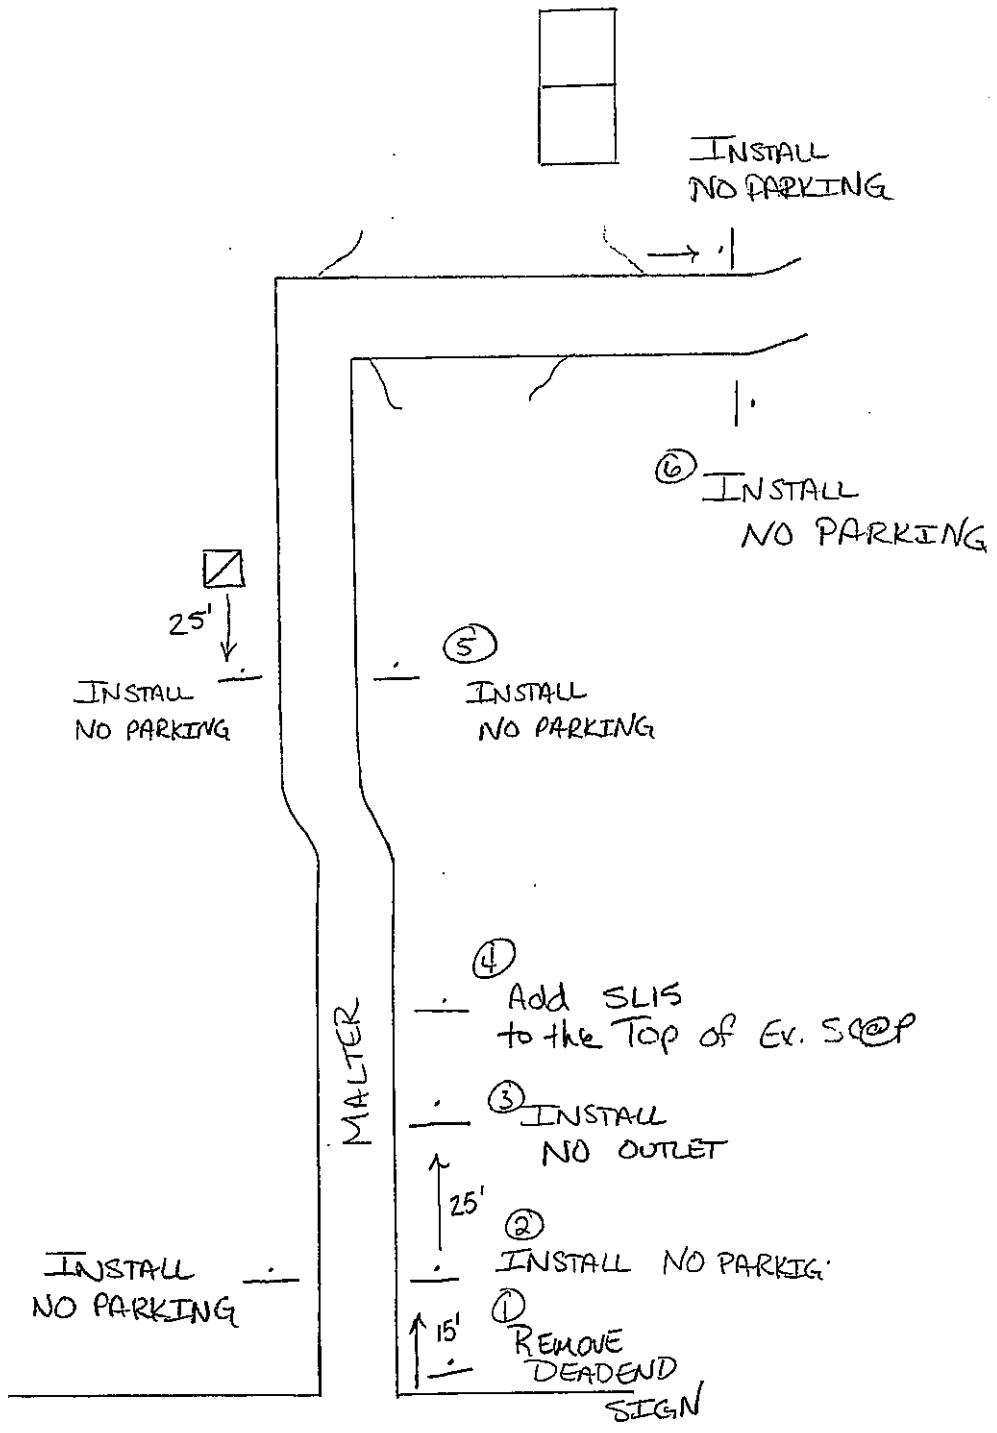 INSTALL
NO PARKING
⑥ INSTALL
NO PARKING
25'
INSTALL
NO PARKING
⑤
INSTALL
NO PARKING
④
Add SL15
to the Top of Ex. SC@P
MALTER
③ INSTALL
NO OUTLET
25'
②
INSTALL NO PARKIG
INSTALL
NO PARKING
①
15'
REMOVE
DEADEND
SIGN